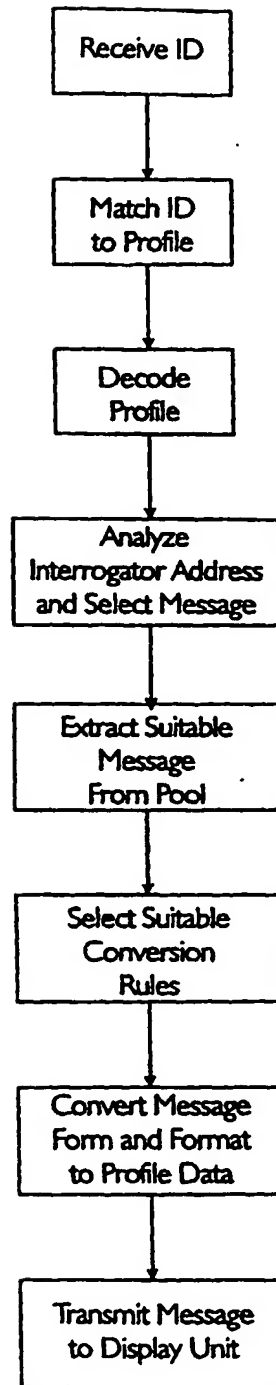 Receive ID
Match ID
to Profile
Decode
Profile
Analyze
Interrogator Address
and Select Message
Extract Suitable
Message
From Pool
Select Suitable
Conversion
Rules
Convert Message
Form and Format
to Profile Data
Transmit Message
to Display Unit